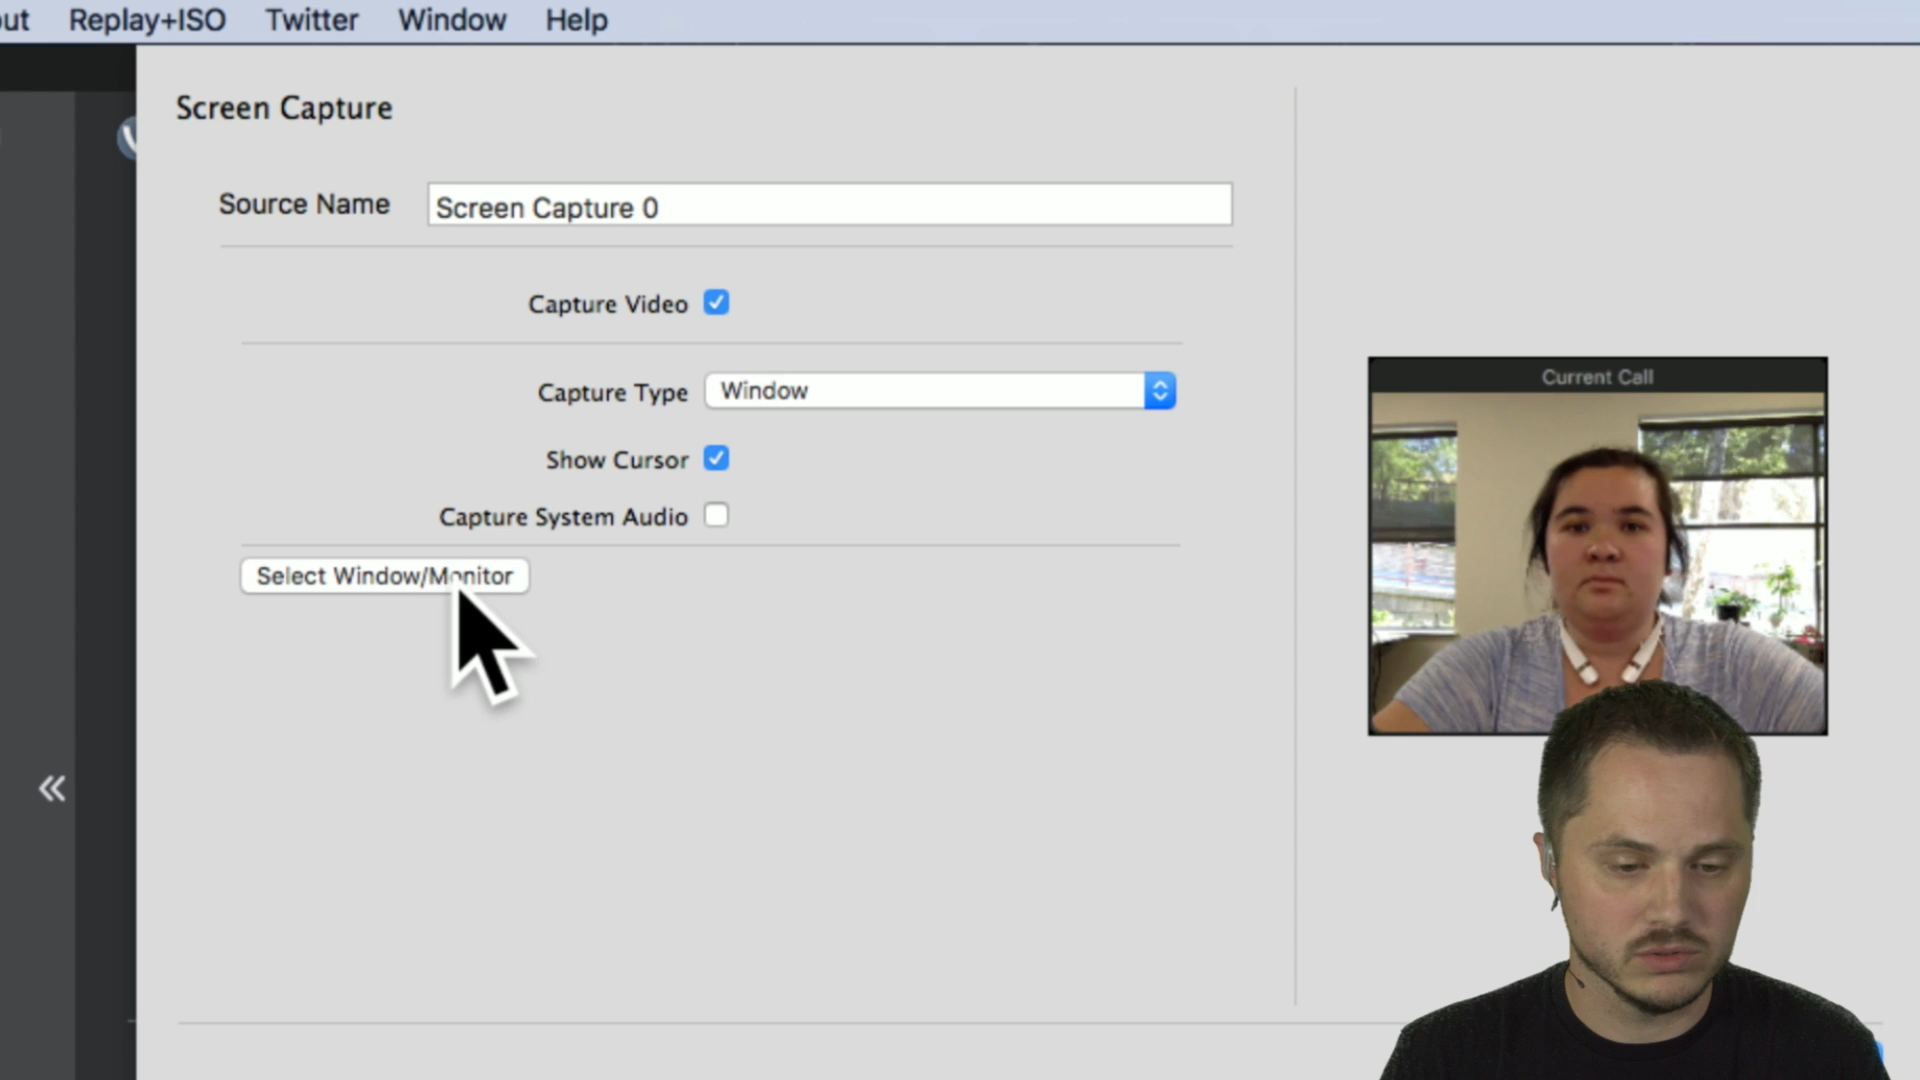 Replay+ISO Twitter Window Help
Screen Capture
Source Name Screen Capture 0
Capture Video
Capture Type Window
Show Cursor
Capture System Audio
Select Window/Monitor
Current Call